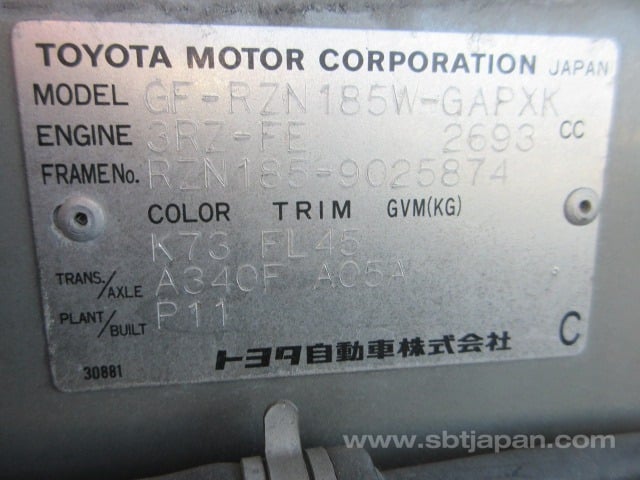 TOYOTA MOTOR CORPORATION JAPAN
MODEL GF-RZN185W-GAPXK
ENGINE 3RZ-FE 2693 CC
FRAME No. RZN185-9025874
COLOR TRIM GVM(KG)
K73 FL45
TRANS./AXLE A340F A05A
PLANT/BUILT P11
C
30881 トヨタ自動車株式会社
www.sbtjapan.com